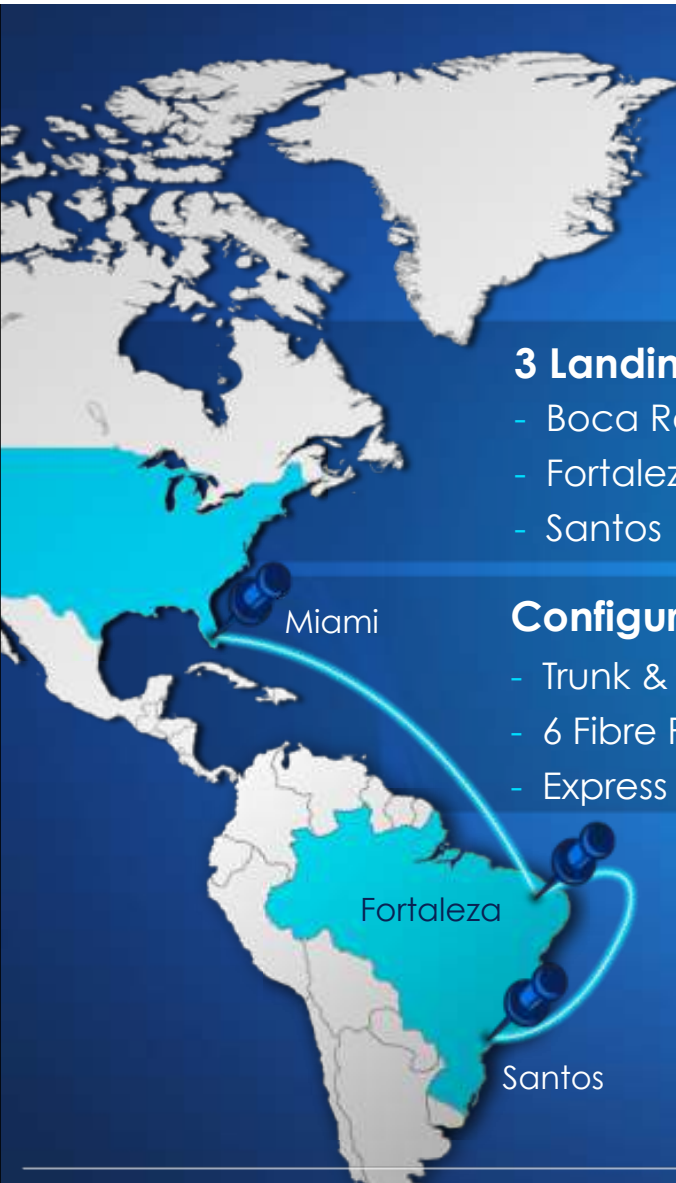 3 Landin
- Boca R
- Fortalez
- Santos
Miami
Configur
- Trunk &
- 6 Fibre
- Express
Fortaleza
Santos